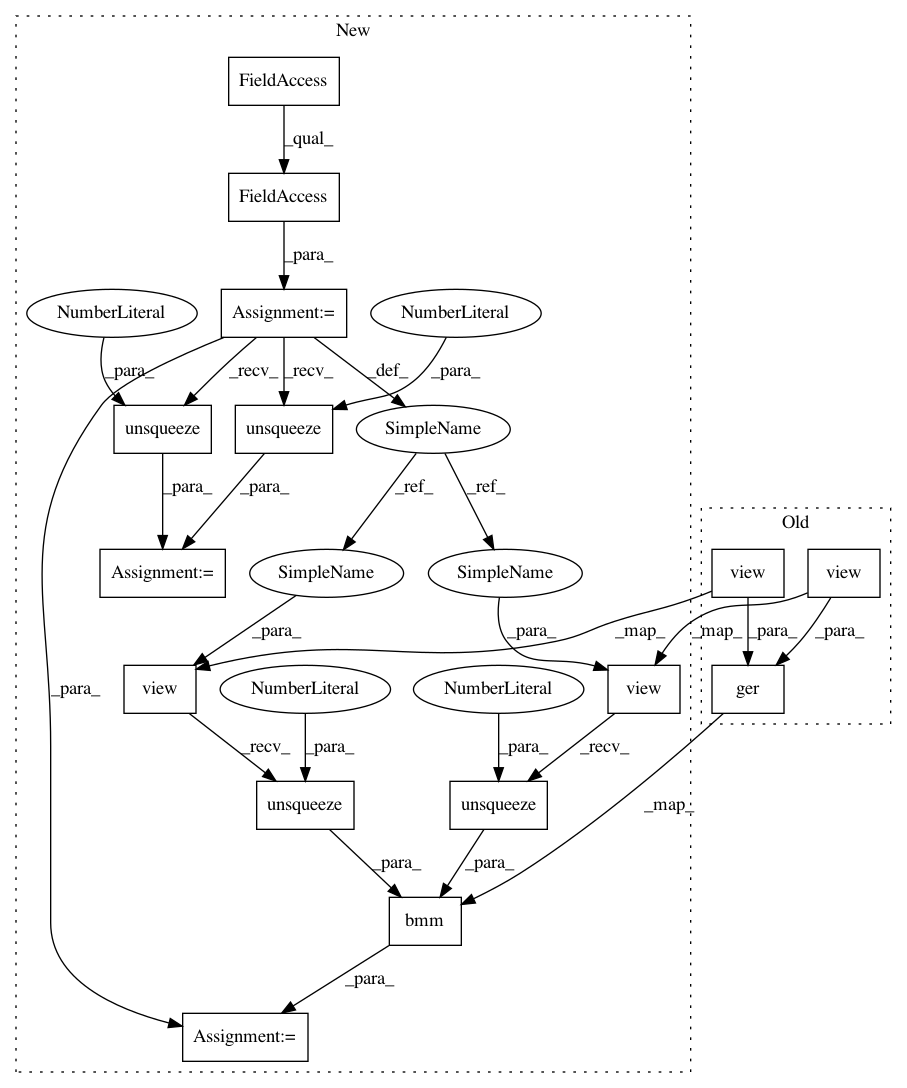 New
FieldAccess
_qual_
FieldAccess
_para_
NumberLiteral
Assignment:=
NumberLiteral
_para_
_recv_
_recv_
_def_
_para_
unsqueeze
unsqueeze
SimpleName
_para_
_para_
_ref_
_ref_
Old
Assignment:=
SimpleName
SimpleName
view
view
_para_
_para_
_map_
_map_
_para_
_para_
_para_
view
NumberLiteral
NumberLiteral
view
ger
_recv_
_para_
_para_
_recv_
unsqueeze
unsqueeze
_map_
_para_
_para_
bmm
_para_
Assignment:=